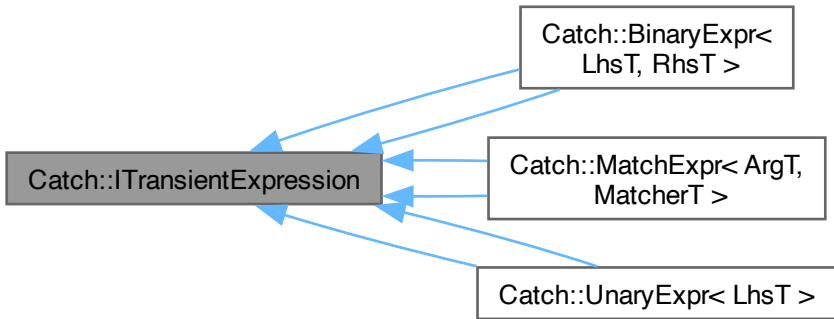 Catch::BinaryExpr<
LhsT, RhsT >
Catch::ITransientExpression
Catch::MatchExpr< ArgT,
MatcherT >
Catch::UnaryExpr< LhsT >